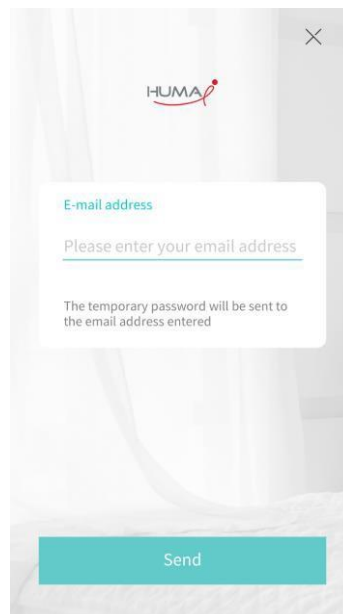 HUMA
E-mail address
Please enter your email address
The temporary password will be sent to
the email address entered
Send